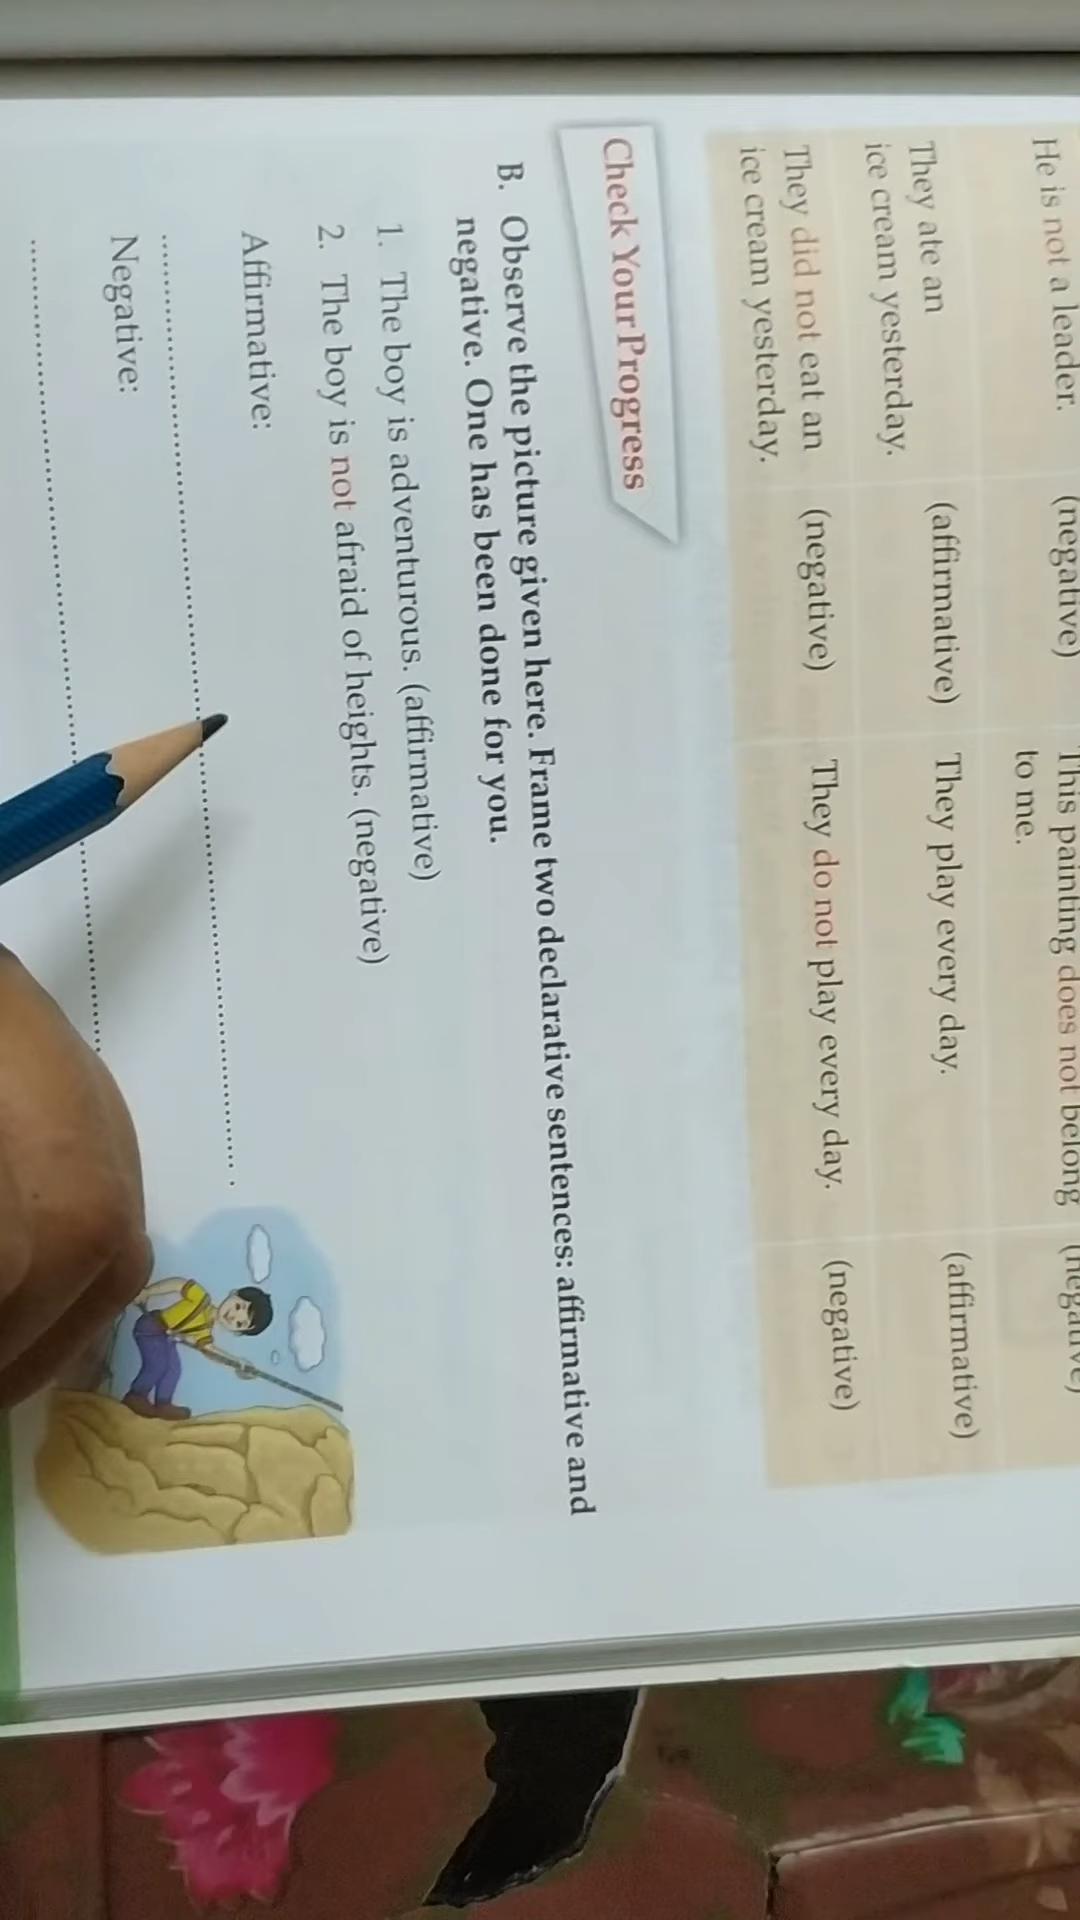 He is not a leader. (negative) This painting does not belong
to me.
They ate an (affirmative) They play every day. (affirmative)
ice cream yesterday.
They did not eat an (negative) They do not play every day. (negative)
ice cream yesterday.
Check Your Progress
B. Observe the picture given here. Frame two declarative sentences: affirmative and
negative. One has been done for you.
1. The boy is adventurous. (affirmative)
2. The boy is not afraid of heights. (negative)
Affirmative:
Negative: